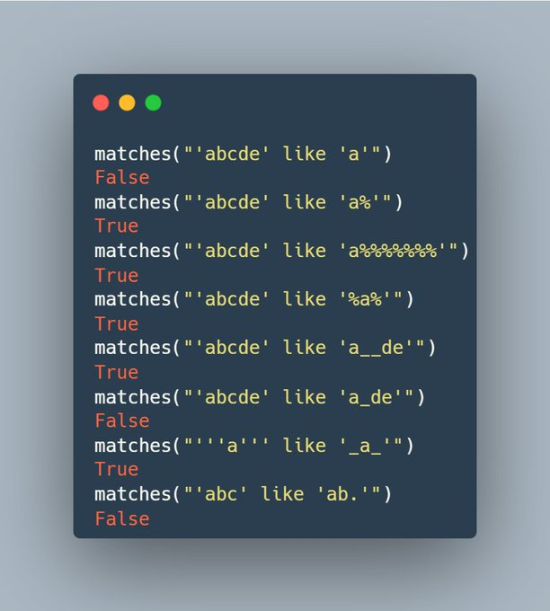 matches("'abcde' like 'a'")
False
matches("'abcde' like 'a%'")
True
matches("'abcde' like 'a%%%%%%%'")
True
matches("'abcde' like '%a%'")
True
matches("'abcde' like 'a__de'")
True
matches("'abcde' like 'a_de'")
False
matches("'''a''' like '_a_'")
True
matches("'abc' like 'ab.'")
False